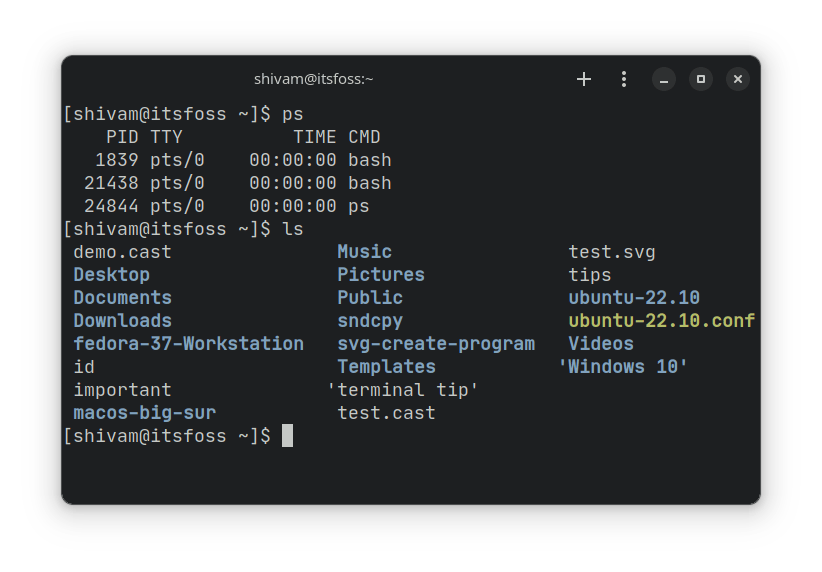 shivam@itsfoss:~
[shivam@itsfoss ~]$ ps
    PID TTY          TIME CMD
   1839 pts/0    00:00:00 bash
  21438 pts/0    00:00:00 bash
  24844 pts/0    00:00:00 ps
[shivam@itsfoss ~]$ ls
 demo.cast               Music                test.svg
 Desktop                 Pictures             tips
 Documents               Public               ubuntu-22.10
 Downloads               sndcpy               ubuntu-22.10.conf
 fedora-37-Workstation   svg-create-program   Videos
 id                      Templates           'Windows 10'
 important              'terminal tip'
 macos-big-sur           test.cast
[shivam@itsfoss ~]$